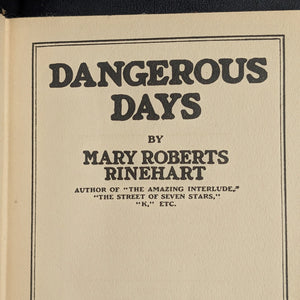 DANGEROUS
DAYS
BY
MARY ROBERTS
RINEHART
AUTHOR OF "THE AMAZING INTERLUDE,"
"THE STREET OF SEVEN STARS,"
"K," ETC.